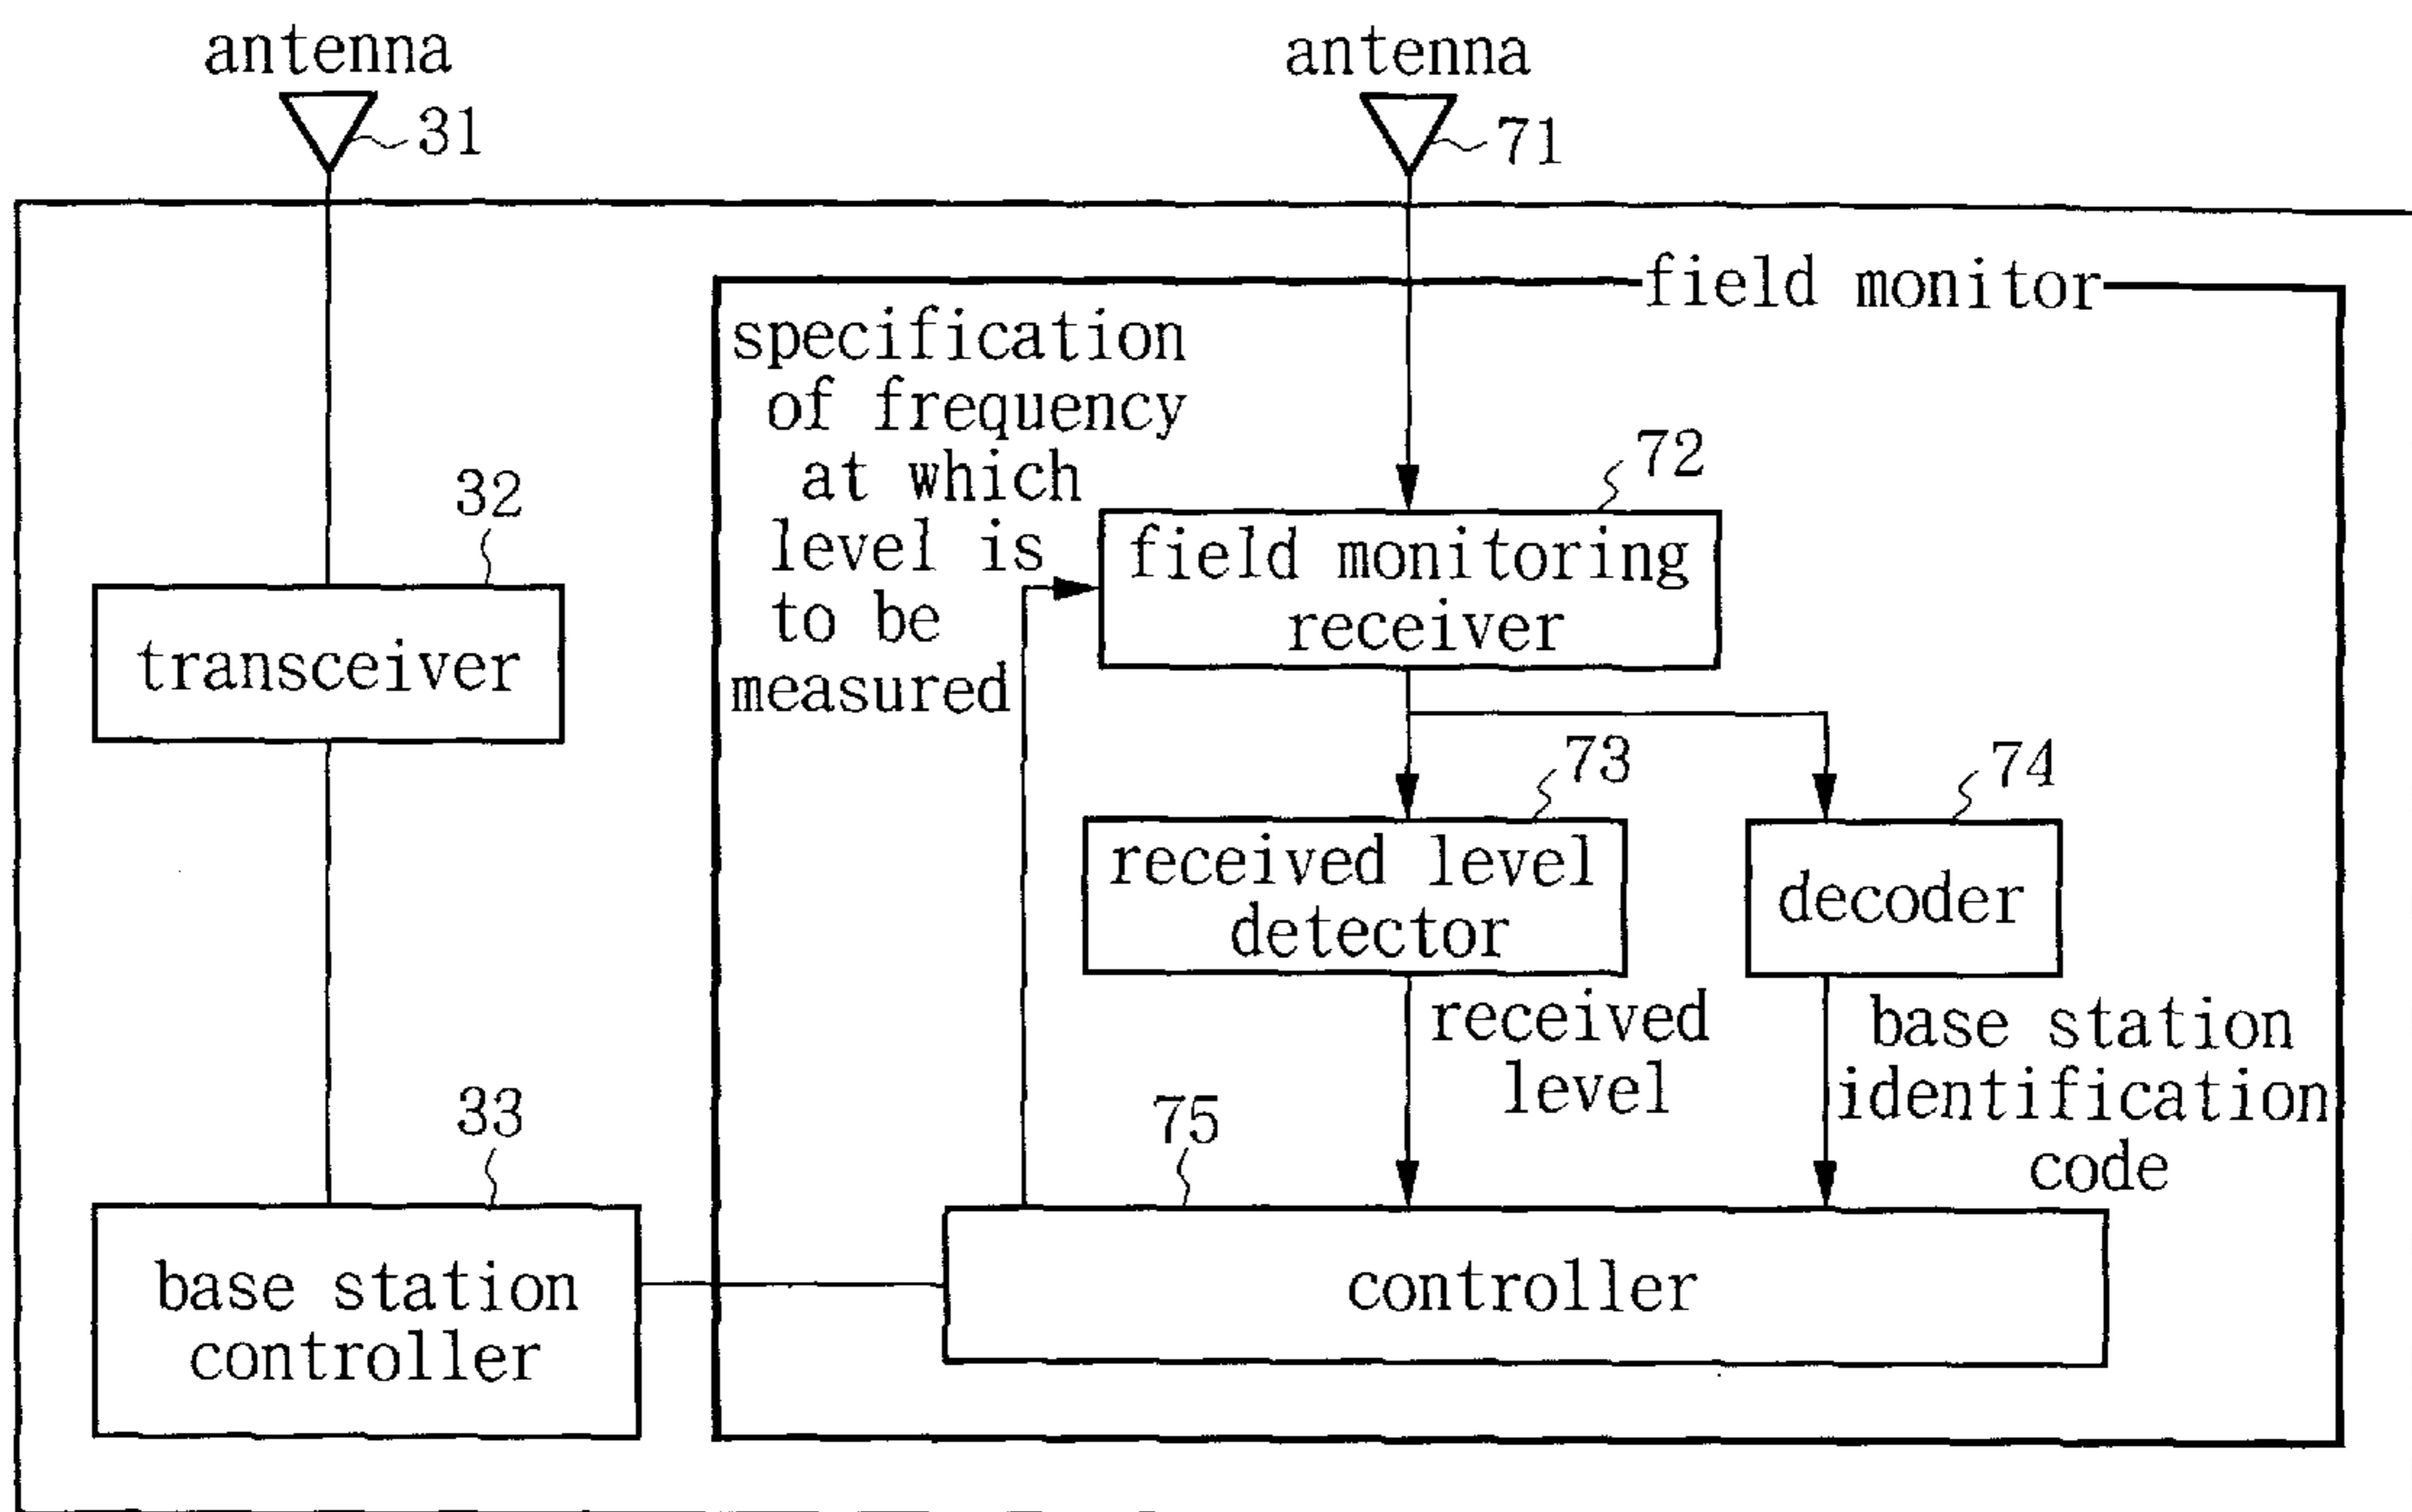 antenna
31
antenna
71
field monitor
specification
of frequency
at which
level is
to be
measured
32
transceiver
72
field monitoring
receiver
73
received level
detector
74
decoder
received
level
base station
identification
code
33
base station
controller
75
controller